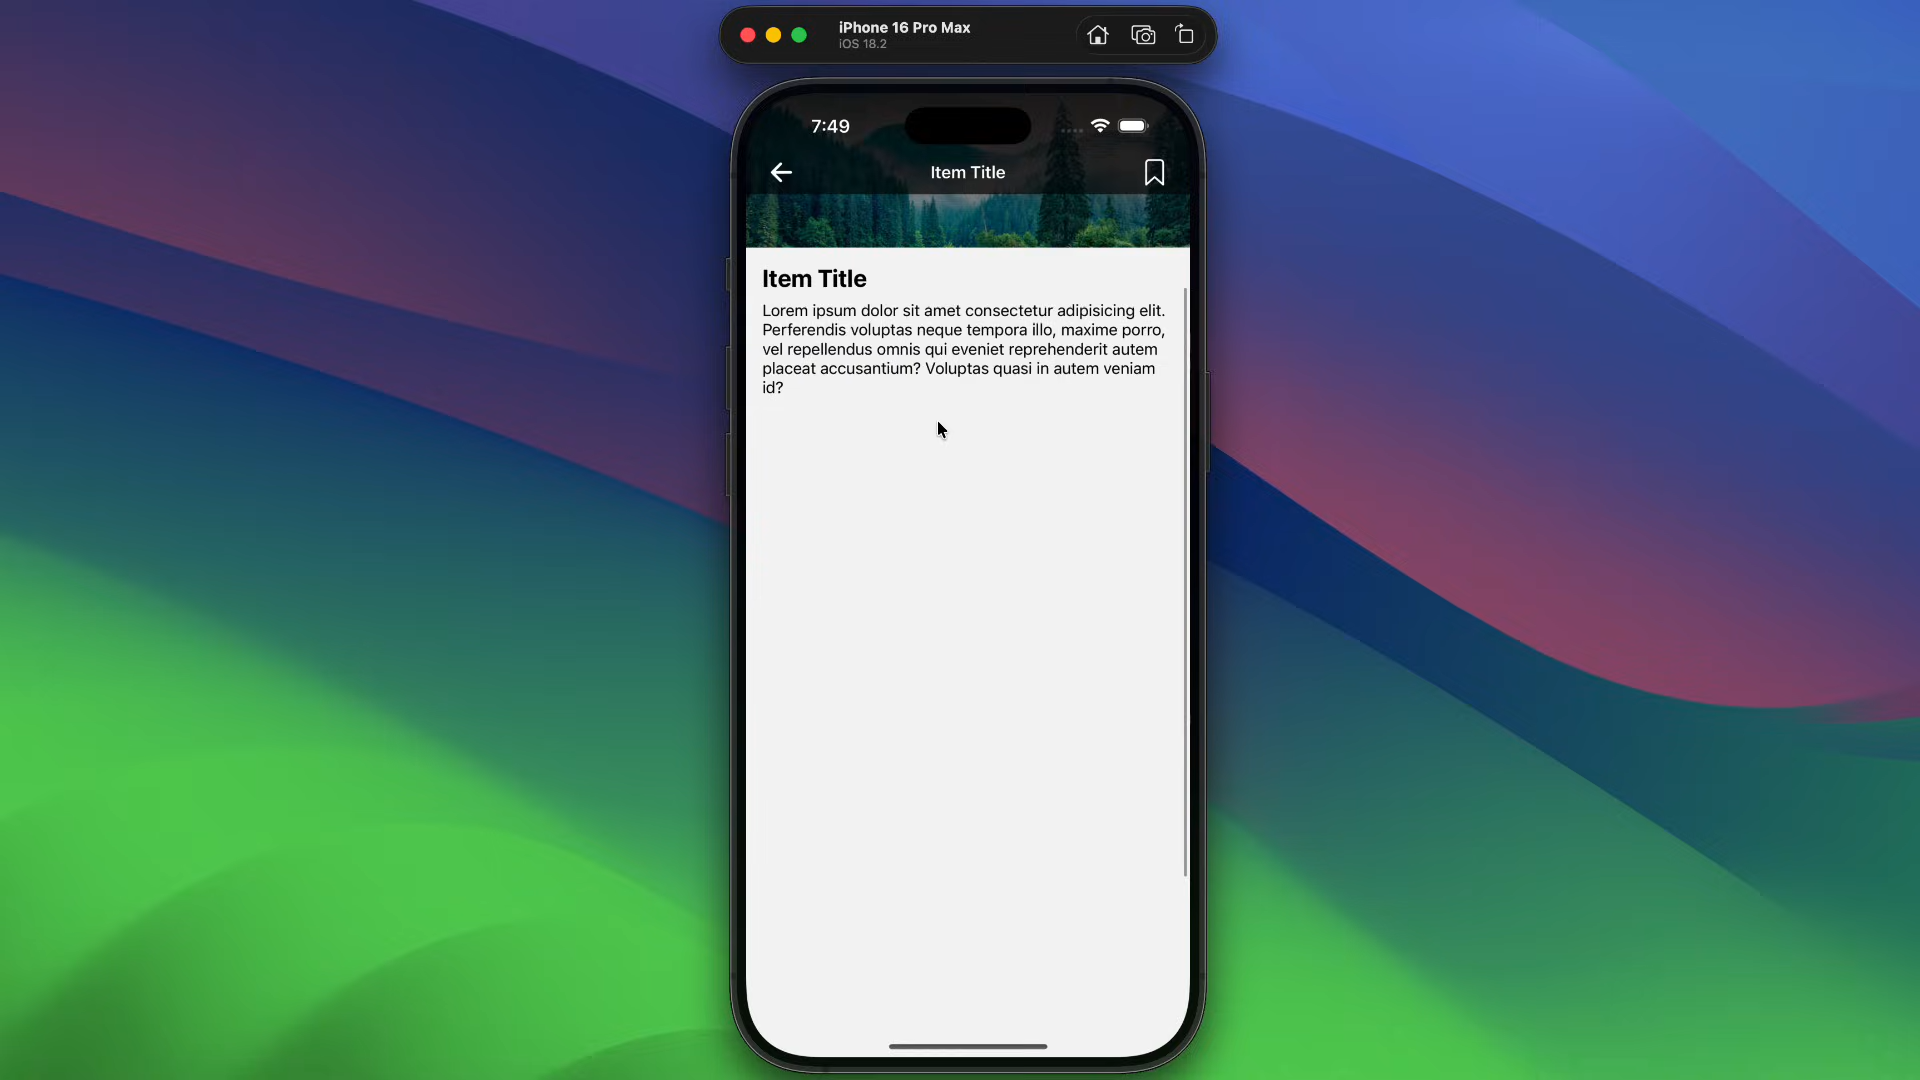 iPhone 16 Pro Max
iOS 18.2
7:49
Item Title
Item Title
Lorem ipsum dolor sit amet consectetur adipisicing elit.
Perferendis voluptas neque tempora illo, maxime porro,
vel repellendus omnis qui eveniet reprehenderit autem
placeat accusantium? Voluptas quasi in autem veniam
id?